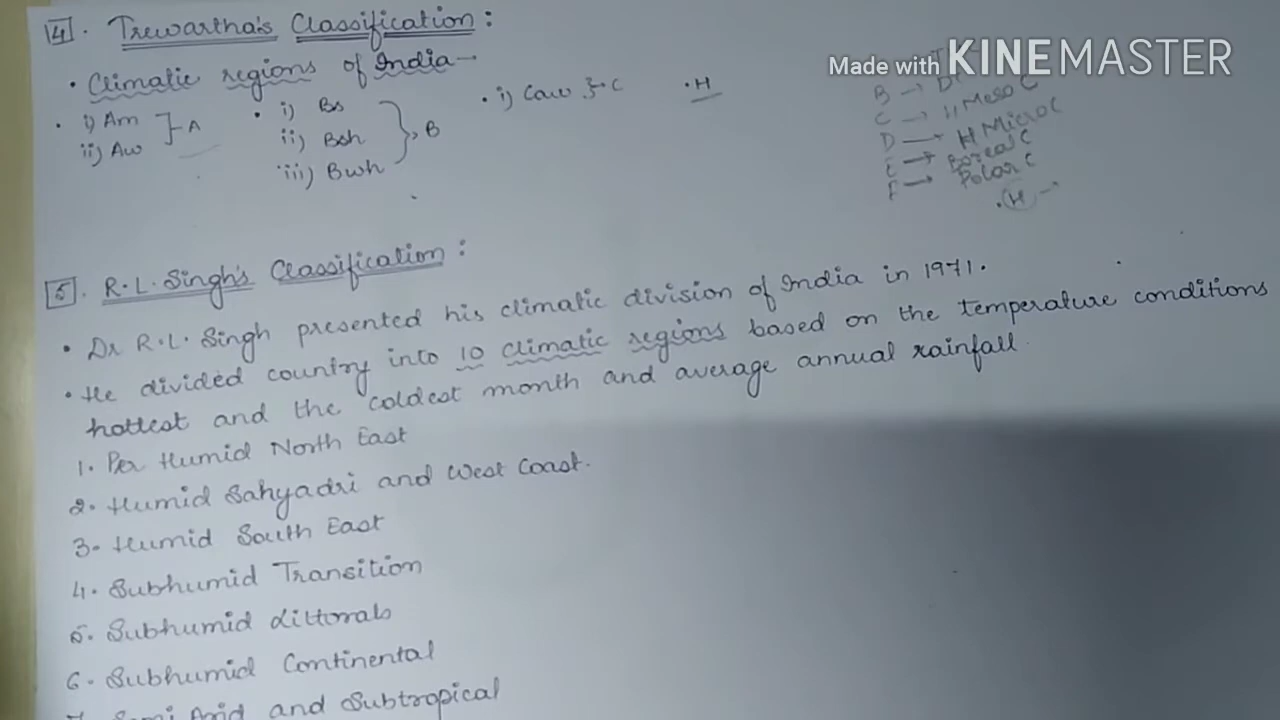 Made with KINEMASTER
4. Trewartha's Classification:
• Climatic regions of India—
• i) Am
ii) Aw
} A
• i) Bs
ii) Bsh
iii) Bwh
}, B
• i) Caw } C
• H
B →
C → Meso C
D → H Micro C
E → Boreal C
F → Polar C
• H —
5. R.L. Singh's Classification:
• Dr R.L. Singh presented his climatic division of India in 1971.
• He divided country into 10 climatic regions based on the temperature conditions
hottest and the coldest month and average annual rainfall
1. Per Humid North East
2. Humid Sahyadri and West Coast.
3. Humid South East
4. Subhumid Transition
5. Subhumid Littorals
6. Subhumid Continental
7. Semi Arid and Subtropical